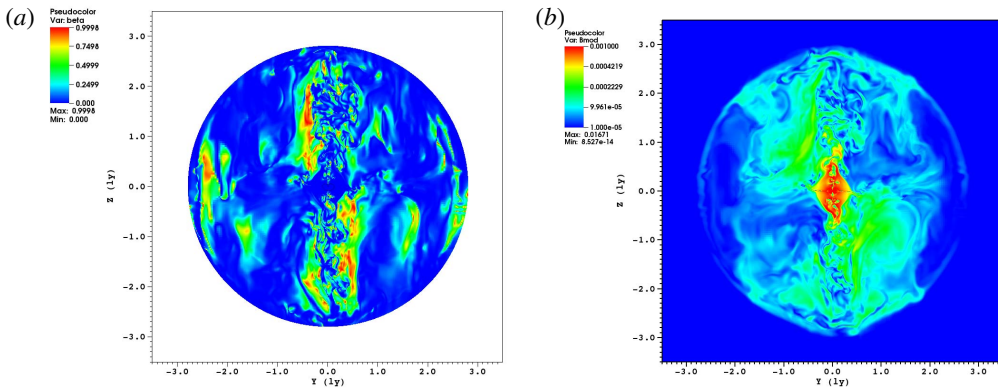 (a)
Pseudocolor
Var: beta
0.9998
0.7498
0.4999
0.2499
0.000
Max: 0.9998
Min: 0.000
3.0
2.0
1.0
0.0
-1.0
-2.0
-3.0
Z (ly)
-3.0 -2.0 -1.0 0.0 1.0 2.0 3.0
Y (ly)
(b)
Pseudocolor
Var: Bmod
0.001000
0.0004219
0.0002229
9.961e-05
1.000e-05
Max: 0.01671
Min: 8.527e-14
3.0
2.0
1.0
0.0
-1.0
-2.0
-3.0
Z (ly)
-3.0 -2.0 -1.0 0.0 1.0 2.0 3.0
Y (ly)